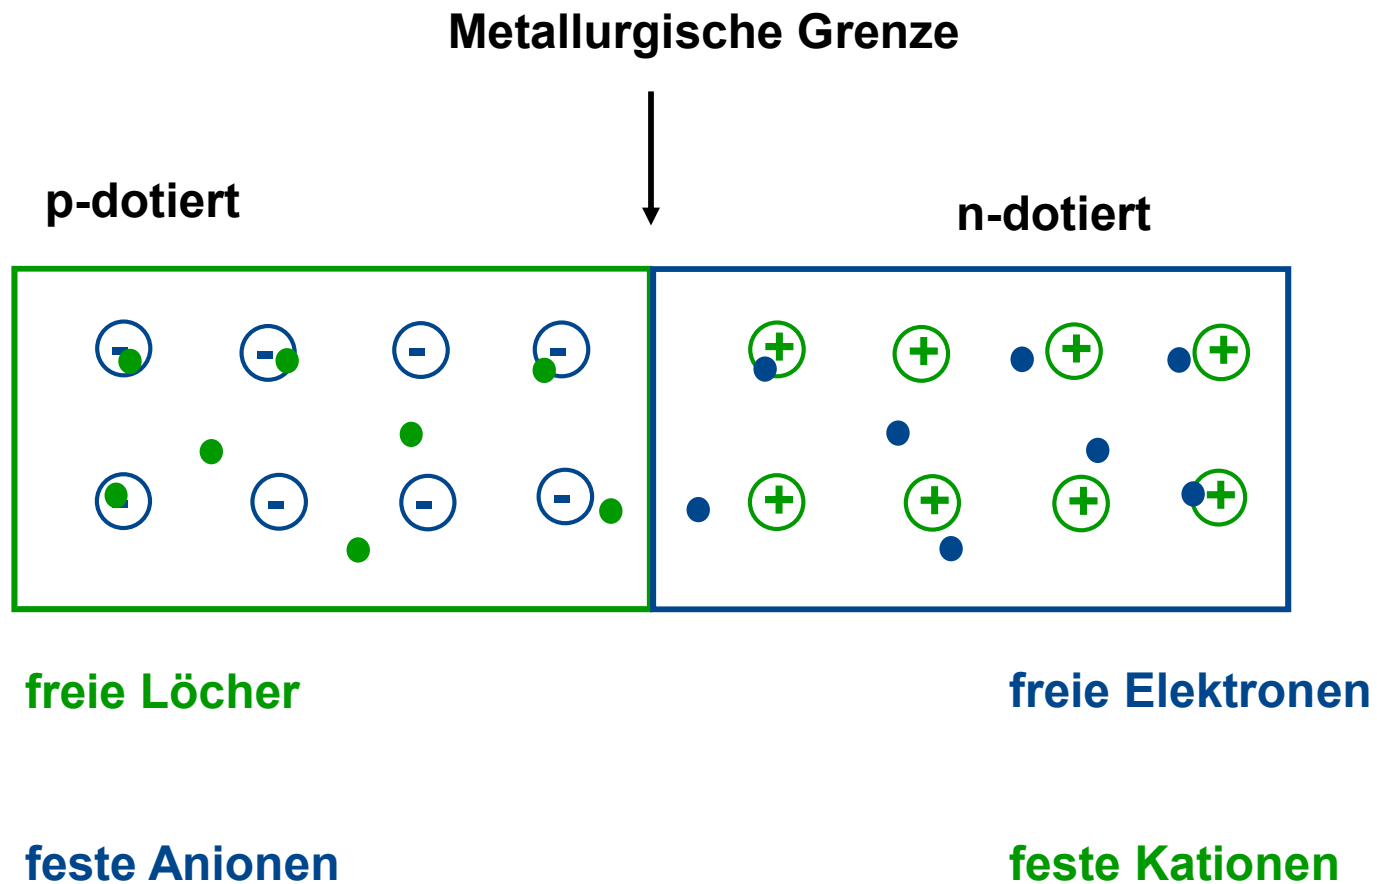 Metallurgische Grenze
p-dotiert
n-dotiert
- - - - + + + +
- - - - + + + +
freie Löcher
freie Elektronen
feste Anionen
feste Kationen